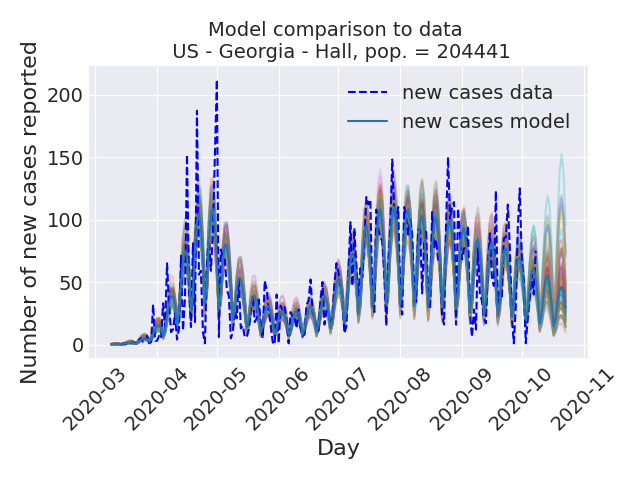 Model comparison to data
US - Georgia - Hall, pop. = 204441
Number of new cases reported
200
150
100
50
0
new cases data
new cases model
2020-03
2020-04
2020-05
2020-06
2020-07
2020-08
2020-09
2020-10
2020-11
Day